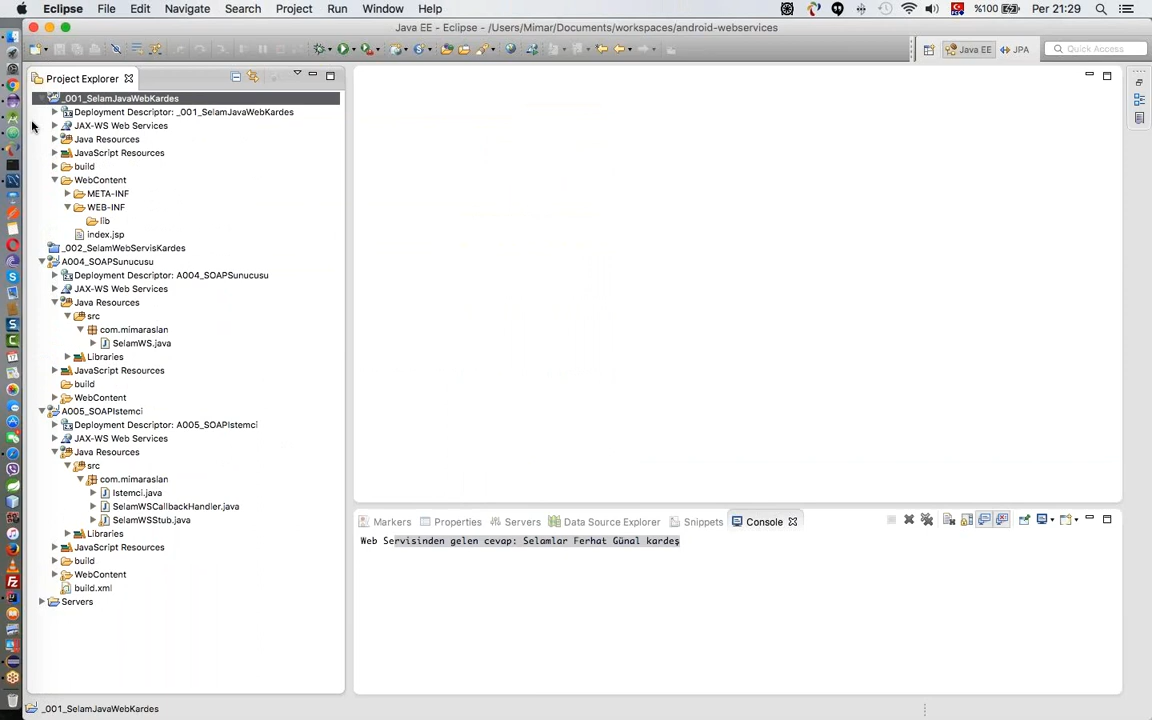 Eclipse File Edit Navigate Search Project Run Window Help %100 Per 21:29
Java EE - Eclipse - /Users/Mimar/Documents/workspaces/android-webservices
Java EE JPA Quick Access
Project Explorer
_001_SelamJavaWebKardes
Deployment Descriptor: _001_SelamJavaWebKardes
JAX-WS Web Services
Java Resources
JavaScript Resources
build
WebContent
META-INF
WEB-INF
lib
index.jsp
_002_SelamWebServisKardes
A004_SOAPSunucusu
Deployment Descriptor: A004_SOAPSunucusu
JAX-WS Web Services
Java Resources
src
com.mimaraslan
SelamWS.java
Libraries
JavaScript Resources
build
WebContent
A005_SOAPIstemci
Deployment Descriptor: A005_SOAPIstemci
JAX-WS Web Services
Java Resources
src
com.mimaraslan
Istemci.java
SelamWSCallbackHandler.java
SelamWSStub.java
Libraries
JavaScript Resources
build
WebContent
build.xml
Servers
Markers Properties Servers Data Source Explorer Snippets Console
Web Servisinden gelen cevap: Selamlar Ferhat Günal kardeş
_001_SelamJavaWebKardes